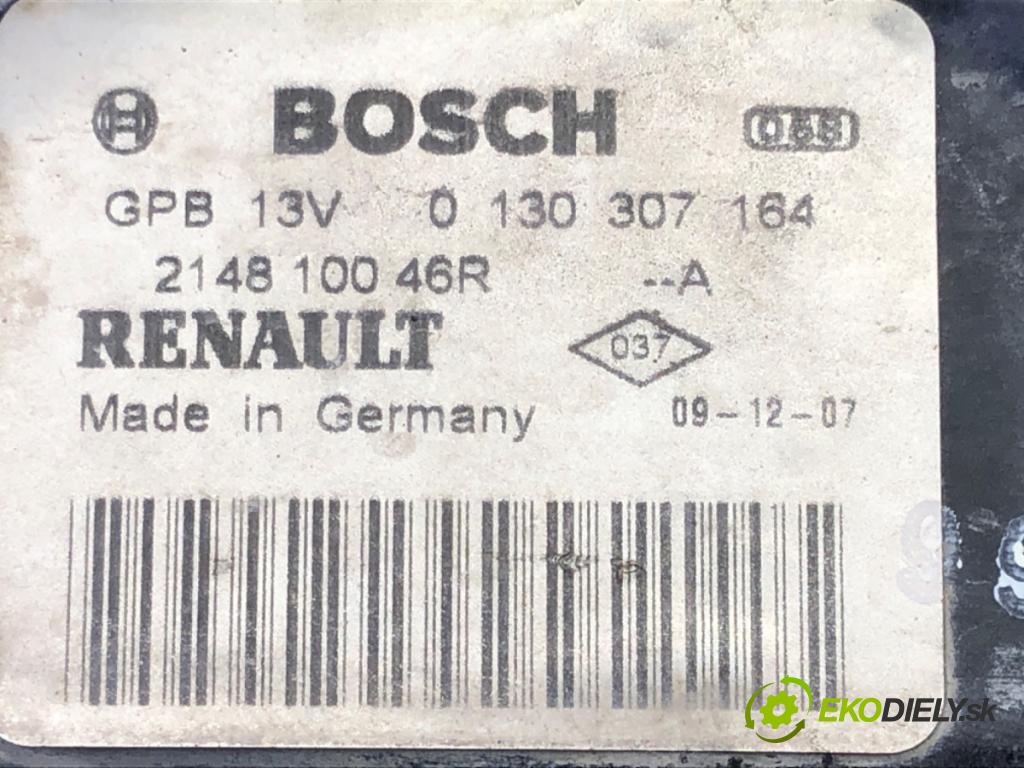 BOSCH
GPB 13V 0 130 307 164
2148 100 46R --A
RENAULT 037
Made in Germany 09-12-07
EKODIELY.sk